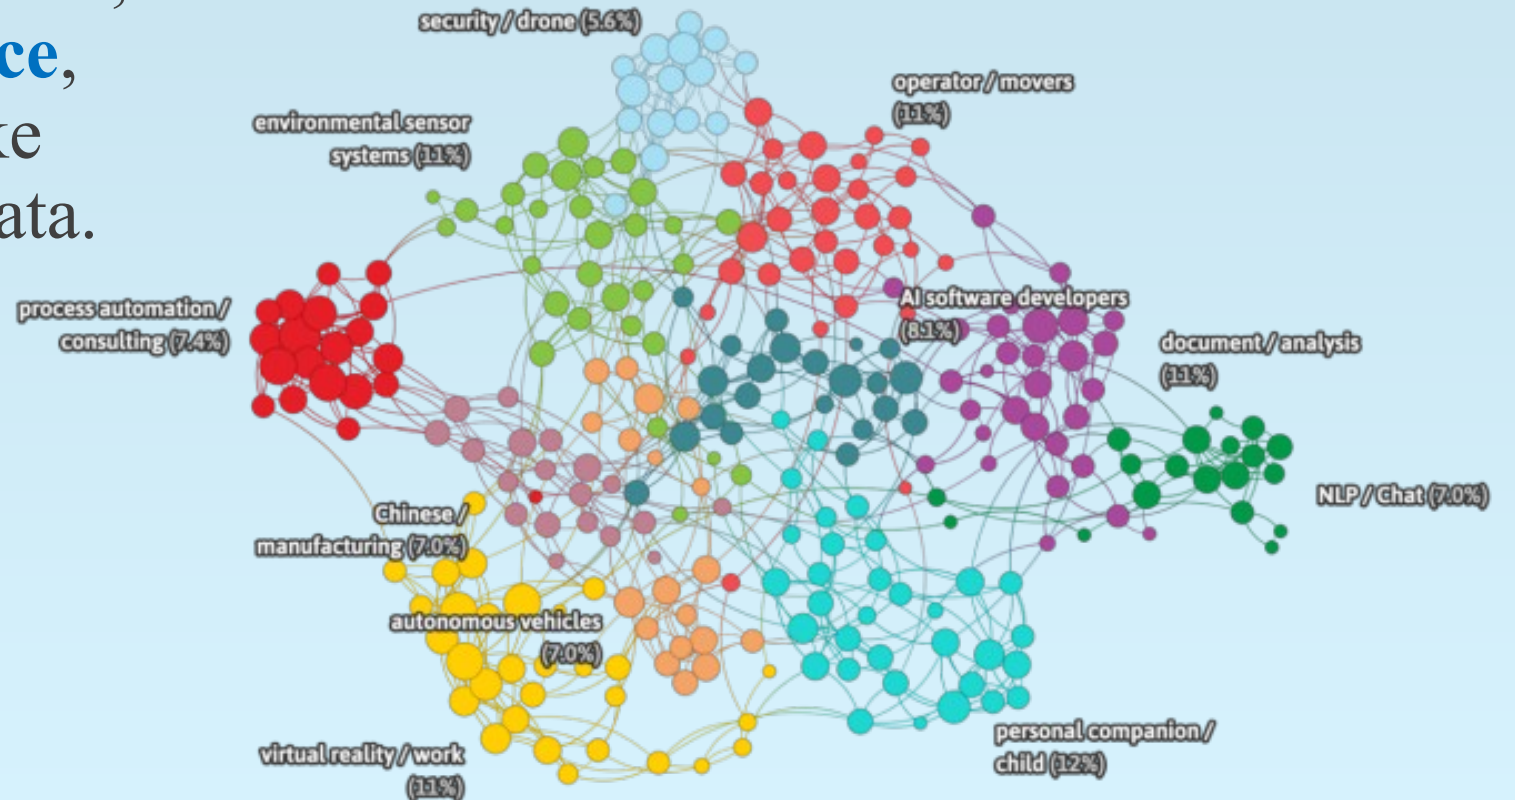 ce,
ke
ata.
security / drone (5.6%)
operator / movers
(11%)
environmental sensor
systems (11%)
process automation /
consulting (7.4%)
AI software developers
(8.1%)
document / analysis
(11%)
NLP / Chat (7.0%)
Chinese /
manufacturing (7.0%)
autonomous vehicles
(7.0%)
virtual reality / work
(11%)
personal companion /
child (12%)